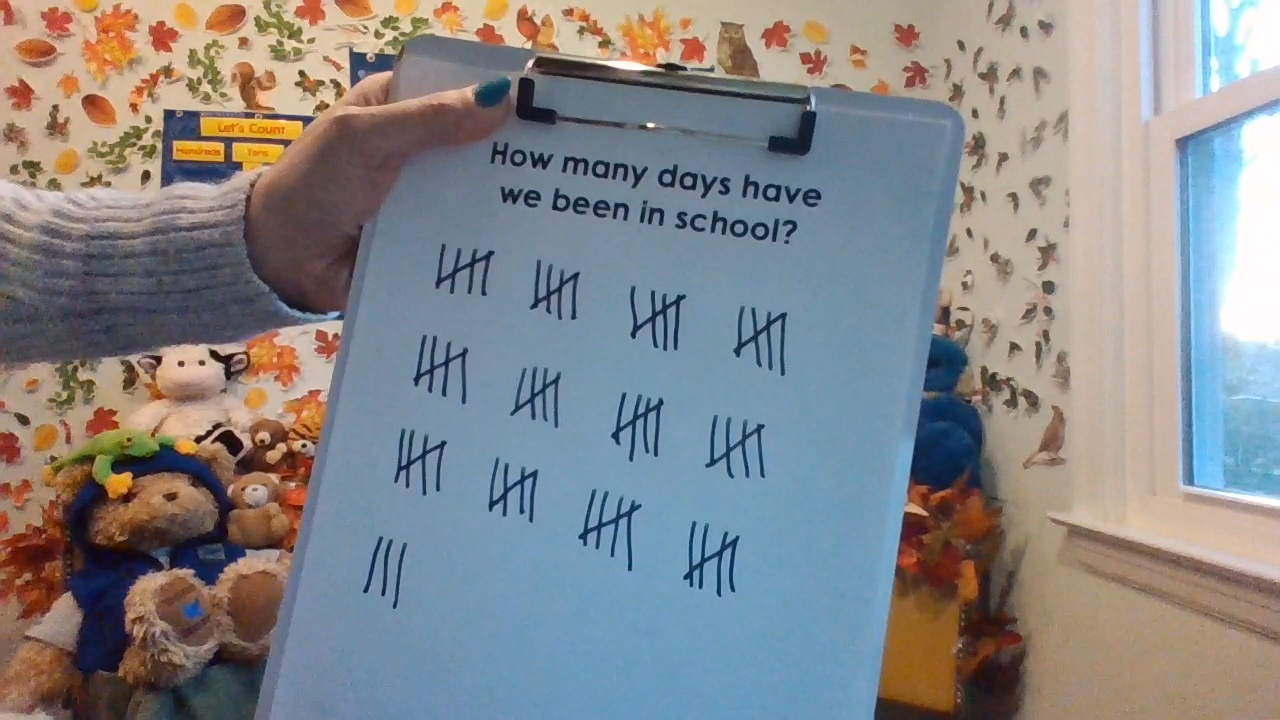 Let's Count
Hundreds Tens
How many days have
we been in school?